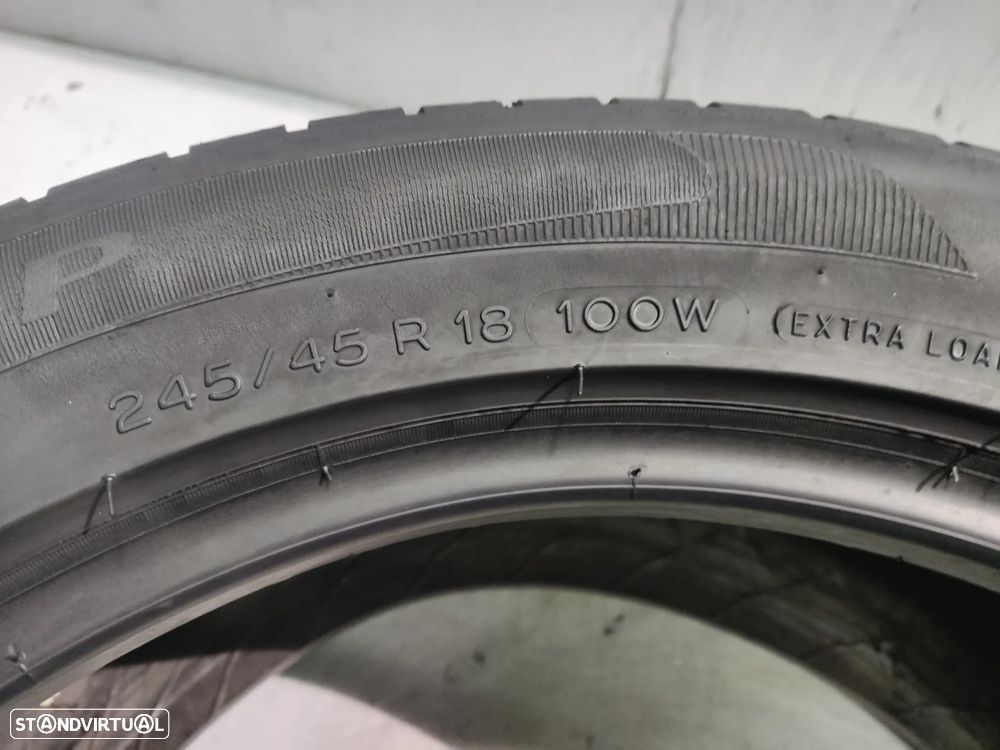 P
245/45 R 18 100W (EXTRA LOA
STANDVIRTUAL